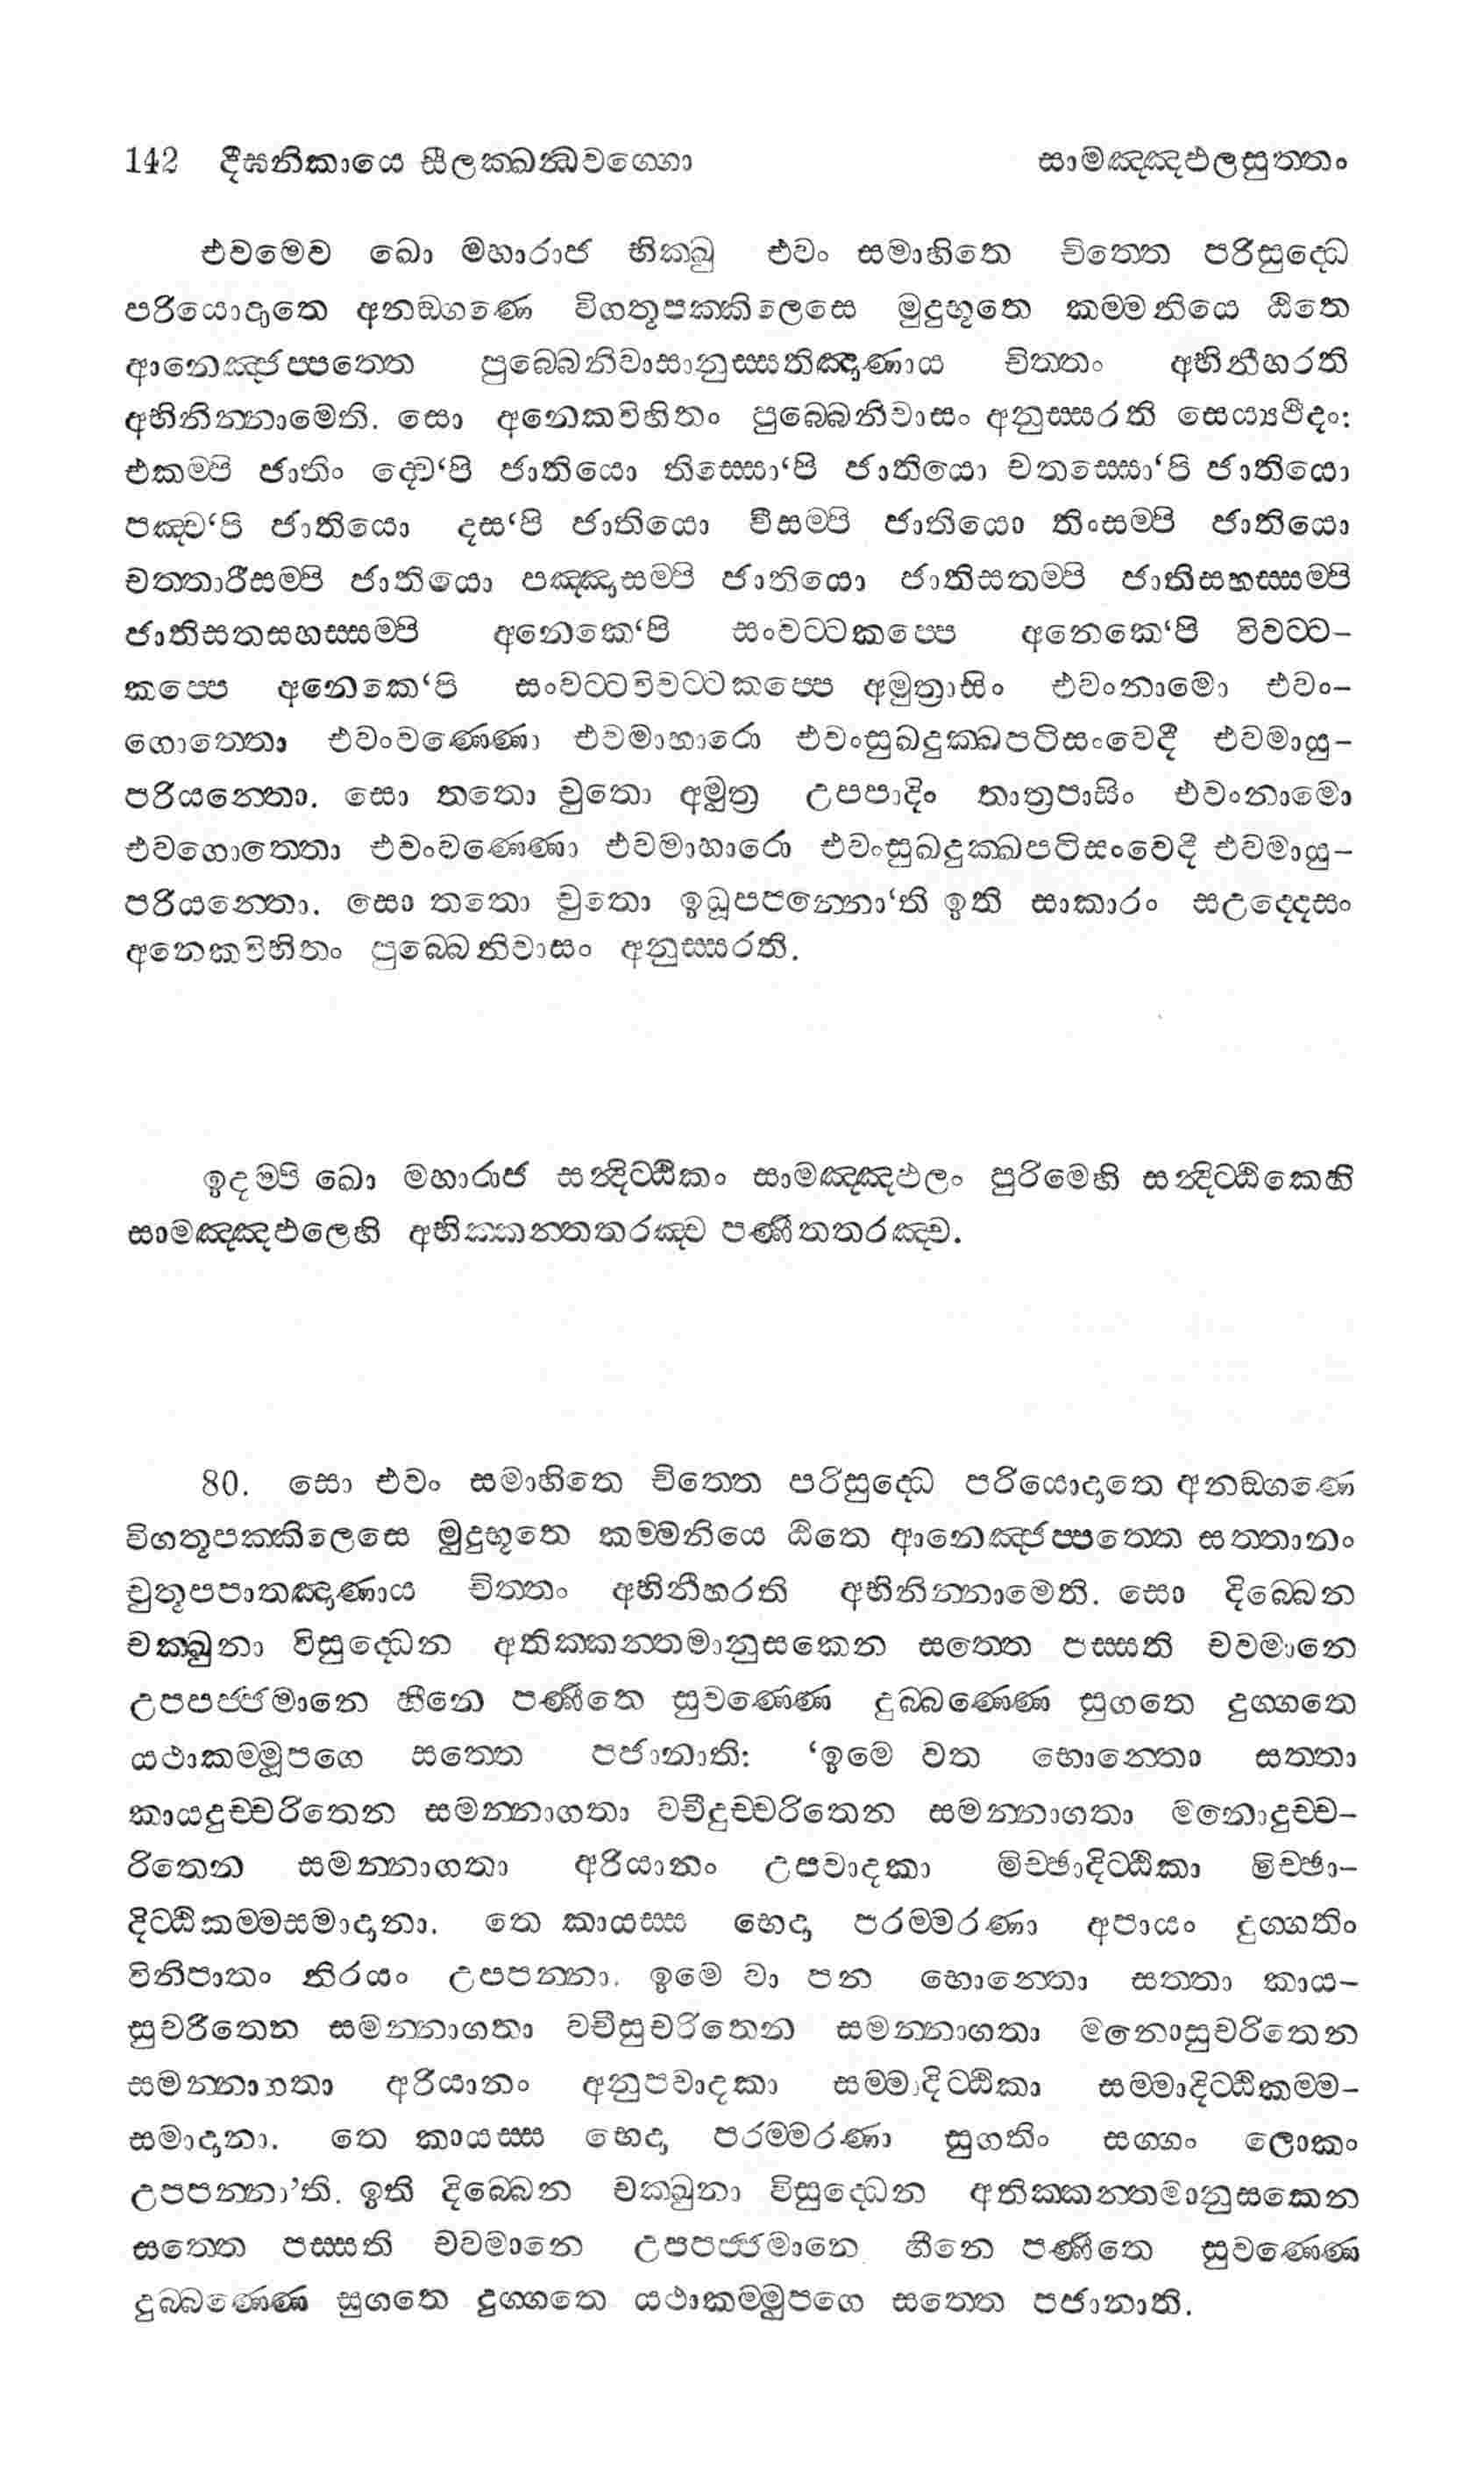 142 දීඝනිකායෙ සීලක්ඛන්ධවග්ගො සාමඤ්ඤඵලසුත්තං
එවමෙව ඛො මහාරාජ භික්ඛු එවං සමාහිතෙ චිත්තෙ පරිසුද්ධෙ
පරියොදාතෙ අනඞ්ගණෙ විගතූපක්කිලෙසෙ මුදුභූතෙ කම්මනියෙ ඨිතෙ
ආනෙඤ්ජප්පත්තෙ පුබ්බෙනිවාසානුස්සතිඤාණාය චිත්තං අභිනීහරති
අභිනින්නාමෙති. සො අනෙකවිහිතං පුබ්බෙනිවාසං අනුස්සරති සෙය්‍යථීදං:
එකම්පි ජාතිං ද්වෙ‘පි ජාතියො තිස්සො‘පි ජාතියො චතස්සො‘පි ජාතියො
පඤ්ච‘පි ජාතියො දස‘පි ජාතියො වීසම්පි ජාතියො තිංසම්පි ජාතියො
චත්තාරීසම්පි ජාතියො පඤ්ඤාසම්පි ජාතියො ජාතිසතම්පි ජාතිසහස්සම්පි
ජාතිසතසහස්සම්පි අනෙකෙ‘පි සංවට්ටකප්පෙ අනෙකෙ‘පි විවට්ට-
කප්පෙ අනෙකෙ‘පි සංවට්ටවිවට්ටකප්පෙ අමුත්‍රාසිං එවංනාමො එවං-
ගොත්තො එවංවණ්ණො එවමාහාරො එවංසුඛදුක්ඛපටිසංවෙදී එවමායු-
පරියන්තො. සො තතො චුතො අමුත්‍ර උපපාදිං තාත්‍රපාසිං එවංනාමො
එවගොත්තො එවංවණ්ණො එවමාහාරො එවංසුඛදුක්ඛපටිසංවෙදී එවමායු-
පරියන්තො. සො තතො චුතො ඉධූපපන්නො‘ති ඉති සාකාරං සඋද්දෙසං
අනෙකවිහිතං පුබ්බෙනිවාසං අනුස්සරති.
ඉදම්පි ඛො මහාරාජ සන්දිට්ඨිකං සාමඤ්ඤඵලං පුරිමෙහි සන්දිට්ඨිකෙහි
සාමඤ්ඤඵලෙහි අභික්කන්තතරඤ්ච පණීතතරඤ්ච.
80. සො එවං සමාහිතෙ චිත්තෙ පරිසුද්ධෙ පරියොදාතෙ අනඞ්ගණෙ
විගතූපක්කිලෙසෙ මුදුභූතෙ කම්මනියෙ ඨිතෙ ආනෙඤ්ජප්පත්තෙ සත්තානං
චුතූපපාතඤාණාය චිත්තං අභිනීහරති අභිනින්නාමෙති. සො දිබ්බෙන
චක්ඛුනා විසුද්ධෙන අතික්කන්තමානුසකෙන සත්තෙ පස්සති චවමානෙ
උපපජ්ජමානෙ හීනෙ පණීතෙ සුවණ්ණෙ දුබ්බණ්ණෙ සුගතෙ දුග්ගතෙ
යථාකම්මූපගෙ සත්තෙ පජානාති: ‘ඉමෙ වත භොන්තො සත්තා
කායදුච්චරිතෙන සමන්නාගතා වචීදුච්චරිතෙන සමන්නාගතා මනොදුච්ච-
රිතෙන සමන්නාගතා අරියානං උපවාදකා මිච්ඡාදිට්ඨිකා මිච්ඡා-
දිට්ඨිකම්මසමාදානා. තෙ කායස්ස භෙදා පරම්මරණා අපායං දුග්ගතිං
විනිපාතං නිරයං උපපන්නා. ඉමෙ වා පන භොන්තො සත්තා කාය-
සුචරිතෙන සමන්නාගතා වචීසුචරිතෙන සමන්නාගතා මනොසුචරිතෙන
සමන්නාගතා අරියානං අනුපවාදකා සම්මාදිට්ඨිකා සම්මාදිට්ඨිකම්ම-
සමාදානා. තෙ කායස්ස භෙදා පරම්මරණා සුගතිං සග්ගං ලොකං
උපපන්නා’ති. ඉති දිබ්බෙන චක්ඛුනා විසුද්ධෙන අතික්කන්තමානුසකෙන
සත්තෙ පස්සති චවමානෙ උපපජ්ජමානෙ හීනෙ පණීතෙ සුවණ්ණෙ
දුබ්බණ්ණෙ සුගතෙ දුග්ගතෙ යථාකම්මුපගෙ සත්තෙ පජානාති.